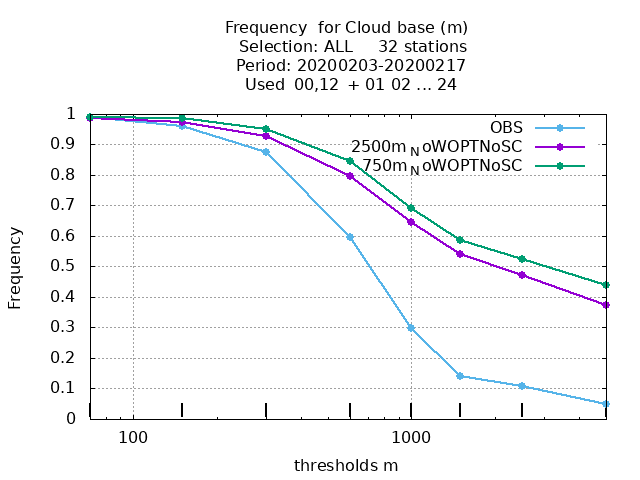 Frequency for Cloud base (m)
Selection: ALL 32 stations
Period: 20200203-20200217
Used 00,12 + 01 02 ... 24
1
0.9
0.8
0.7
0.6
0.5
0.4
0.3
0.2
0.1
0
Frequency
OBS
2500mNoWOPTNoSC
750mNoWOPTNoSC
100 1000
thresholds m